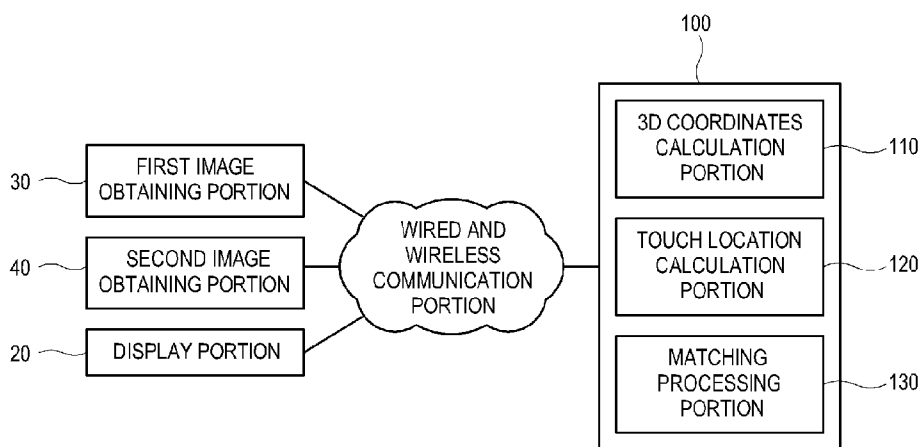 100
3D COORDINATES
CALCULATION
PORTION
110
30
FIRST IMAGE
OBTAINING PORTION
40
SECOND IMAGE
OBTAINING PORTION
20
DISPLAY PORTION
WIRED AND
WIRELESS
COMMUNICATION
PORTION
TOUCH LOCATION
CALCULATION
PORTION
120
MATCHING
PROCESSING
PORTION
130